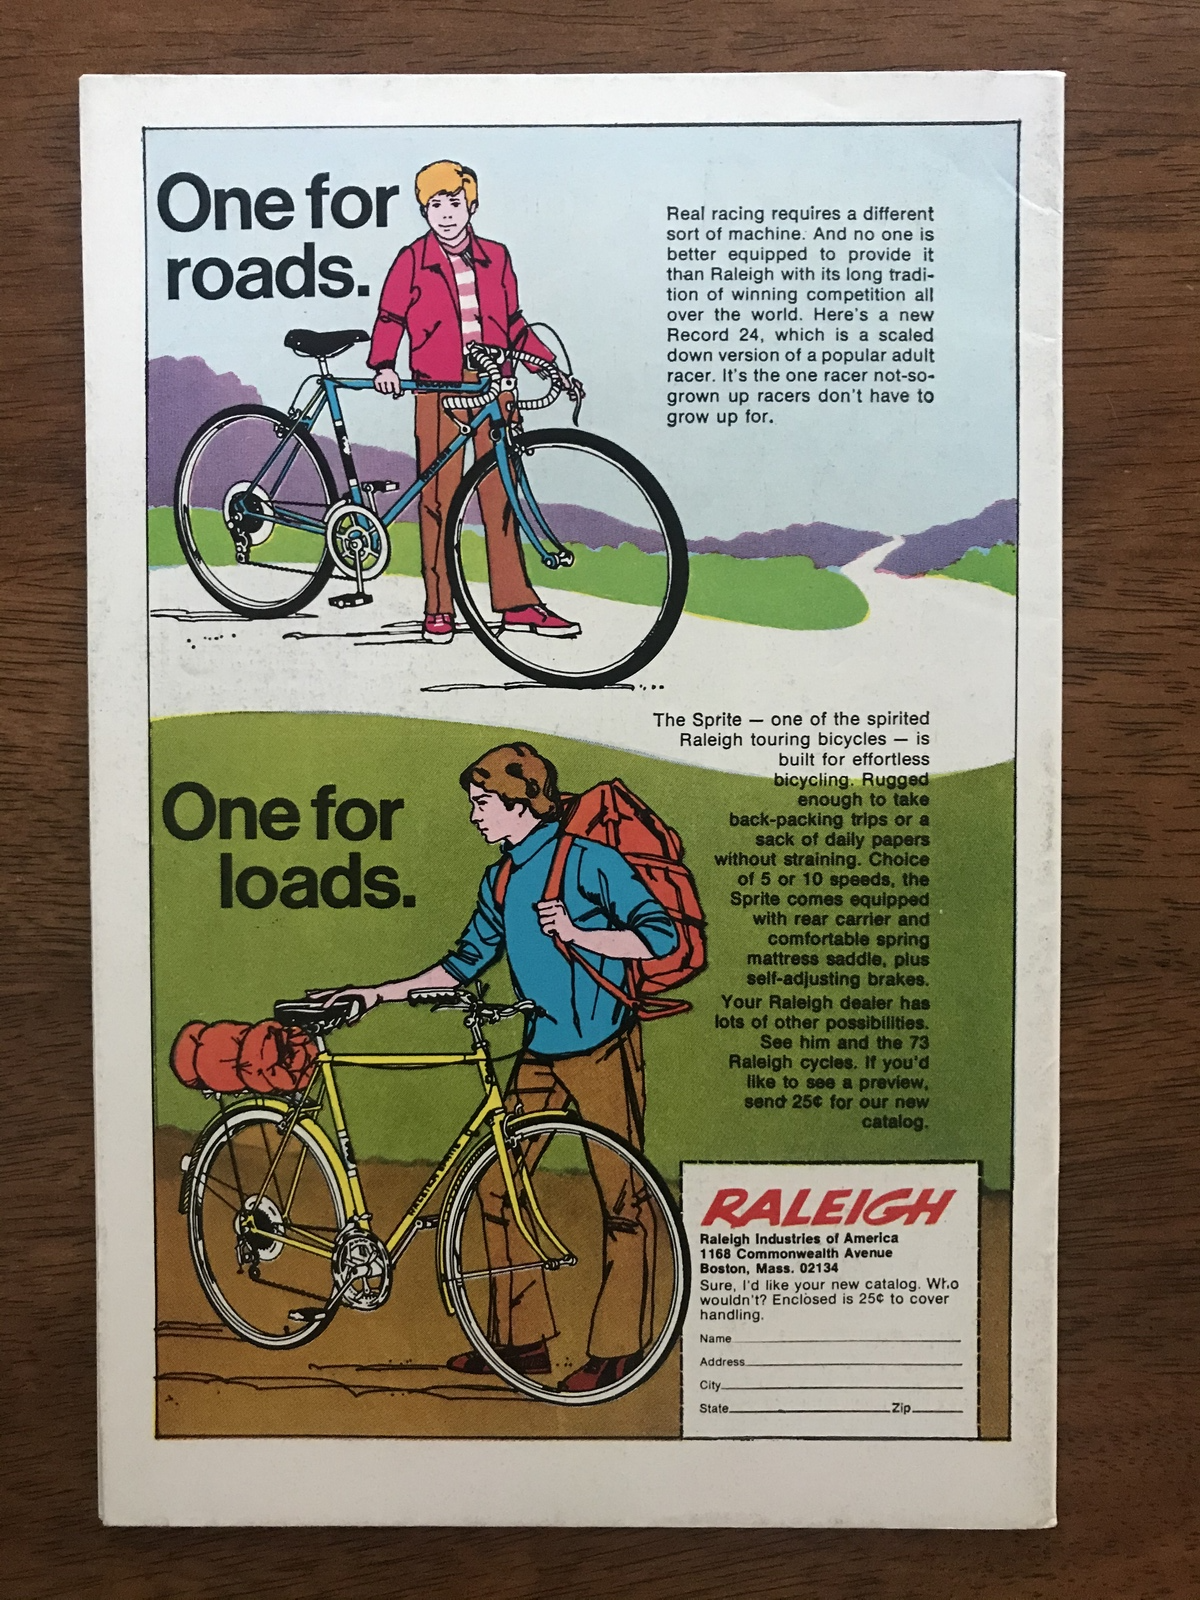 One for
roads.
Real racing requires a different
sort of machine. And no one is
better equipped to provide it
than Raleigh with its long tradi-
tion of winning competition all
over the world. Here's a new
Record 24, which is a scaled
down version of a popular adult
racer. It's the one racer not-so-
grown up racers don't have to
grow up for.
The Sprite — one of the spirited
Raleigh touring bicycles — is
built for effortless
bicycling. Rugged
enough to take
back-packing trips or a
sack of daily papers
without straining. Choice
of 5 or 10 speeds, the
Sprite comes equipped
with rear carrier and
comfortable spring
mattress saddle, plus
self-adjusting brakes.
Your Raleigh dealer has
lots of other possibilities.
See him and the 73
Raleigh cycles. If you'd
like to see a preview,
send 25¢ for our new
catalog.
One for
loads.
RALEIGH SPRITE
RALEIGH
Raleigh Industries of America
1168 Commonwealth Avenue
Boston, Mass. 02134
Sure, I'd like your new catalog. Who
wouldn't? Enclosed is 25¢ to cover
handling.
Name
Address
City
State Zip